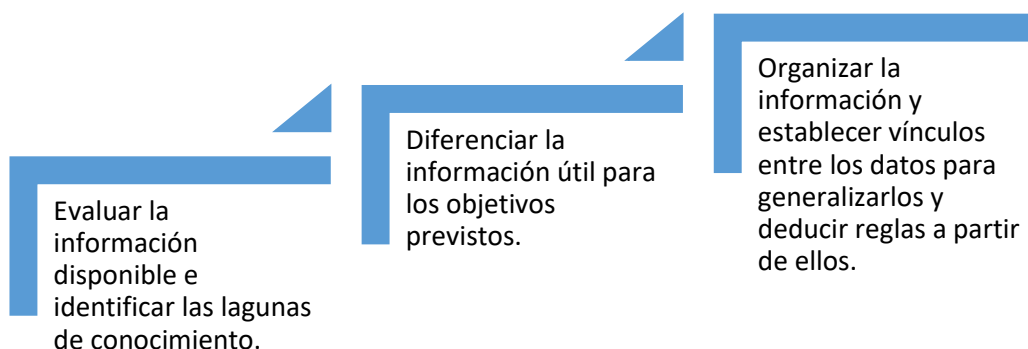 Evaluar la
información
disponible e
identificar las lagunas
de conocimiento.
Diferenciar la
información útil para
los objetivos
previstos.
Organizar la
información y
establecer vínculos
entre los datos para
generalizarlos y
deducir reglas a partir
de ellos.